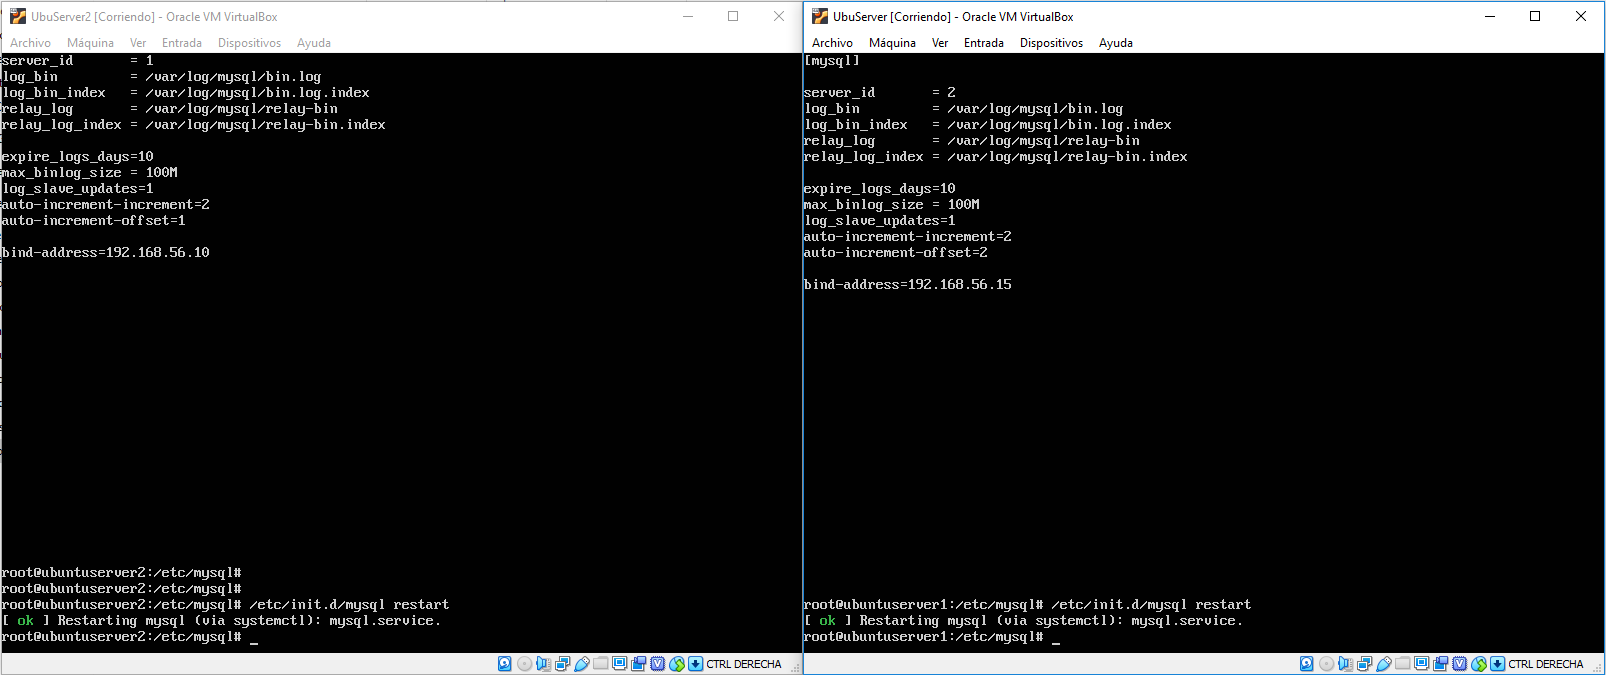 UbuServer2 [Corriendo] - Oracle VM VirtualBox
Archivo Máquina Ver Entrada Dispositivos Ayuda
server_id       = 1
log_bin         = /var/log/mysql/bin.log
log_bin_index   = /var/log/mysql/bin.log.index
relay_log       = /var/log/mysql/relay-bin
relay_log_index = /var/log/mysql/relay-bin.index
expire_logs_days=10
max_binlog_size = 100M
log_slave_updates=1
auto-increment-increment=2
auto-increment-offset=1
bind-address=192.168.56.10
root@ubuntuserver2:/etc/mysql#
root@ubuntuserver2:/etc/mysql#
root@ubuntuserver2:/etc/mysql# /etc/init.d/mysql restart
[ ok ] Restarting mysql (via systemctl): mysql.service.
root@ubuntuserver2:/etc/mysql# _
CTRL DERECHA
UbuServer [Corriendo] - Oracle VM VirtualBox
Archivo Máquina Ver Entrada Dispositivos Ayuda
[mysql]
server_id       = 2
log_bin         = /var/log/mysql/bin.log
log_bin_index   = /var/log/mysql/bin.log.index
relay_log       = /var/log/mysql/relay-bin
relay_log_index = /var/log/mysql/relay-bin.index
expire_logs_days=10
max_binlog_size = 100M
log_slave_updates=1
auto-increment-increment=2
auto-increment-offset=2
bind-address=192.168.56.15
root@ubuntuserver1:/etc/mysql# /etc/init.d/mysql restart
[ ok ] Restarting mysql (via systemctl): mysql.service.
root@ubuntuserver1:/etc/mysql# _
CTRL DERECHA